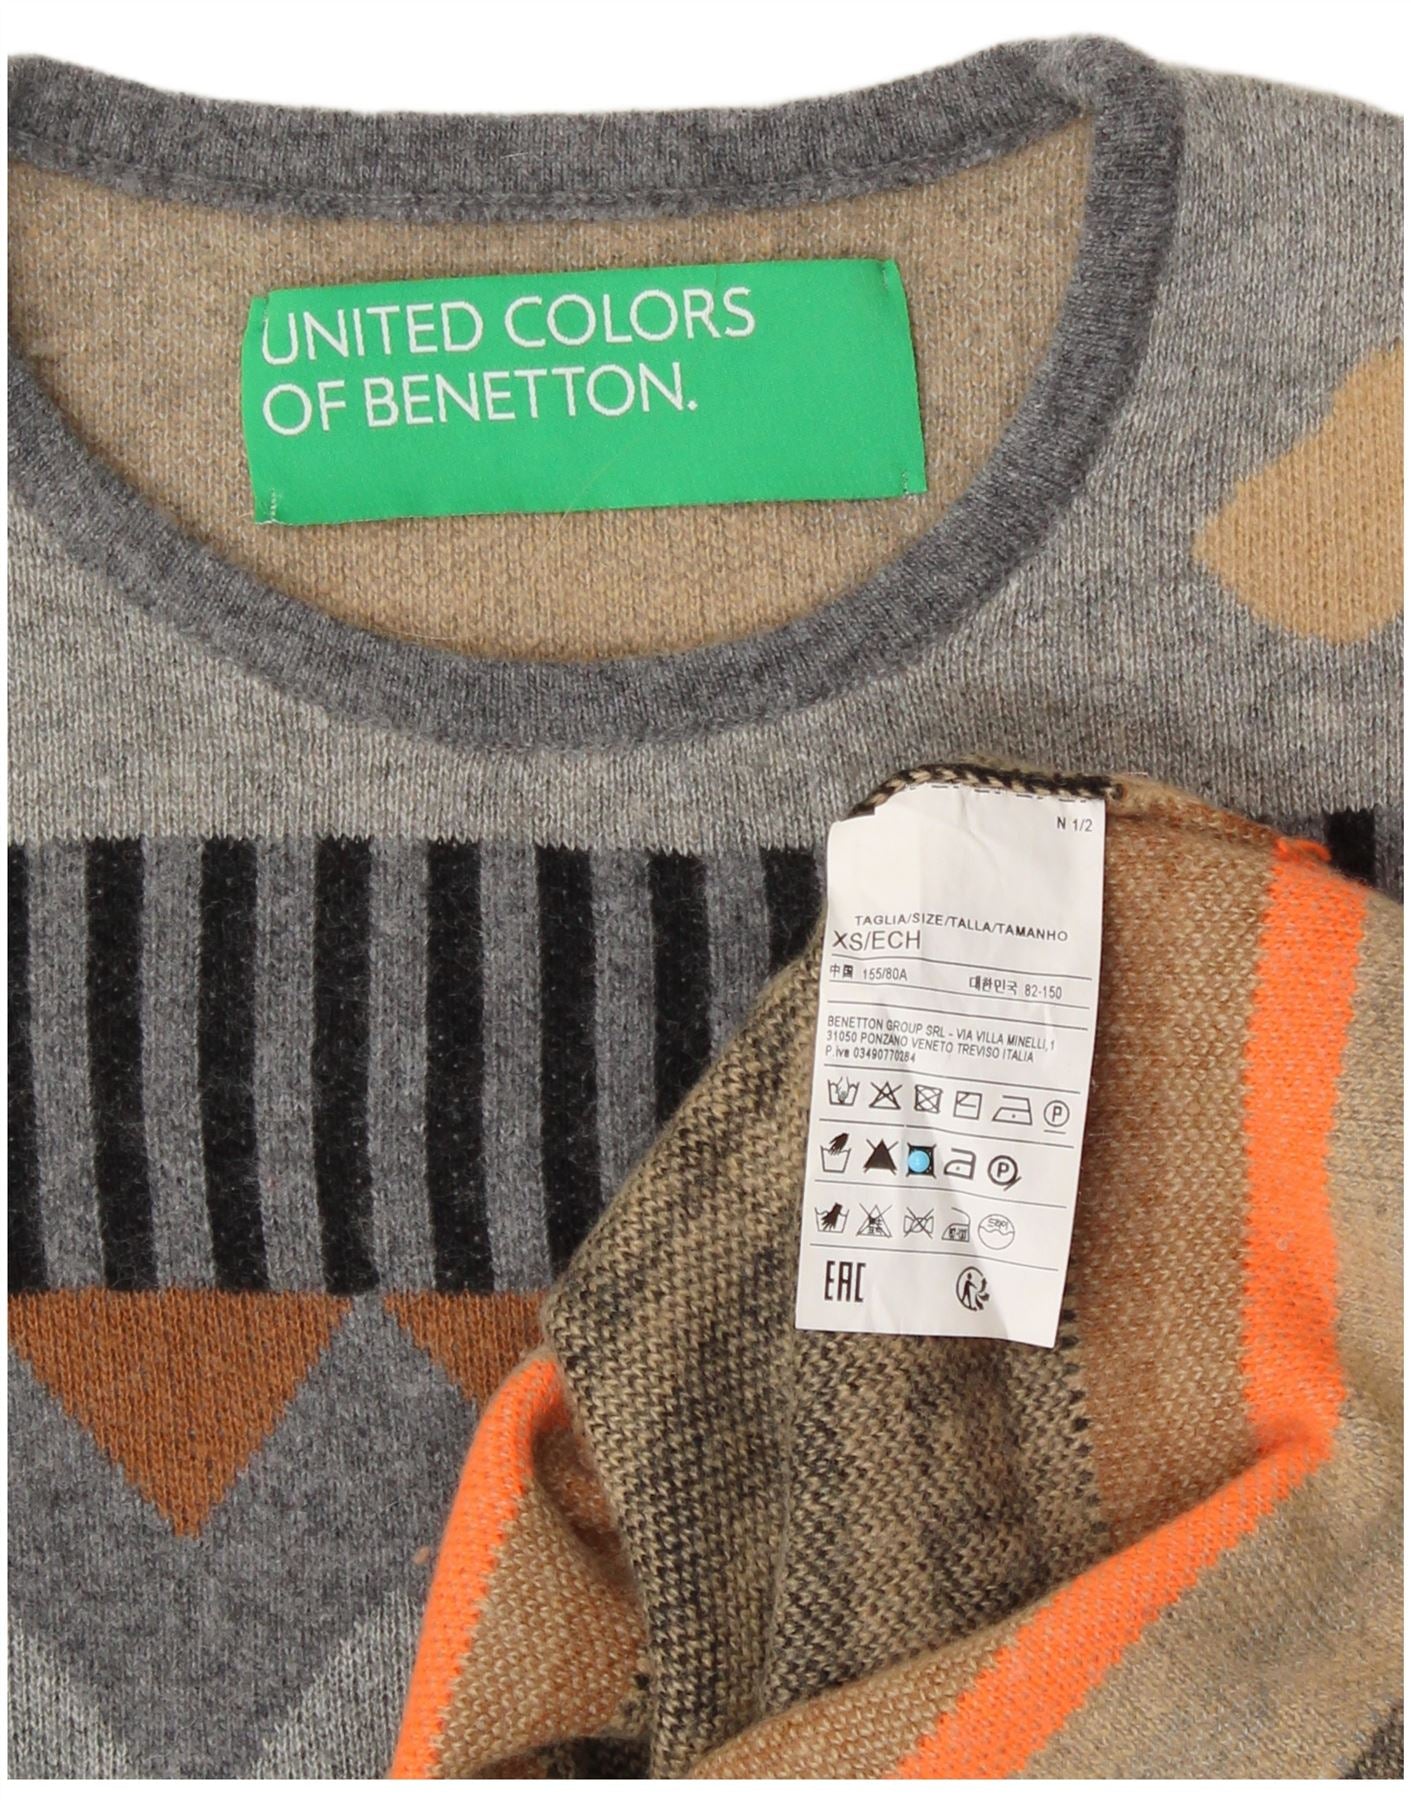 UNITED COLORS
OF BENETTON.
N 1/2
TAGLIA/SIZE/TALLA/TAMANHO
XS/ECH
中国 155/80A 대한민국 82-150
BENETTON GROUP SRL - VIA VILLA MINELLI,1
31050 PONZANO VENETO TREVISO ITALIA
P.iva 03490770264
P
P
EAC